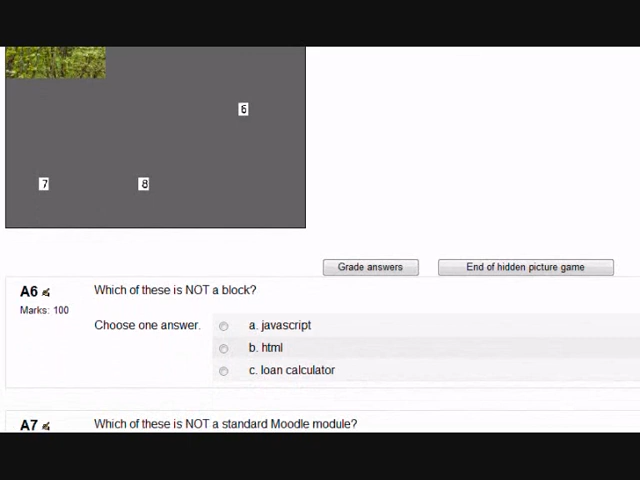 6
7 8
Grade answers End of hidden picture game
A6 Which of these is NOT a block?
Marks: 100
Choose one answer. a. javascript
b. html
c. loan calculator
A7 Which of these is NOT a standard Moodle module?